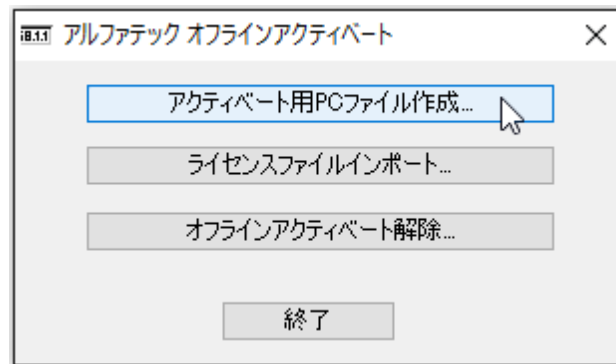 アルファテック オフラインアクティベート
アクティベート用PCファイル作成...
ライセンスファイルインポート...
オフラインアクティベート解除...
終了